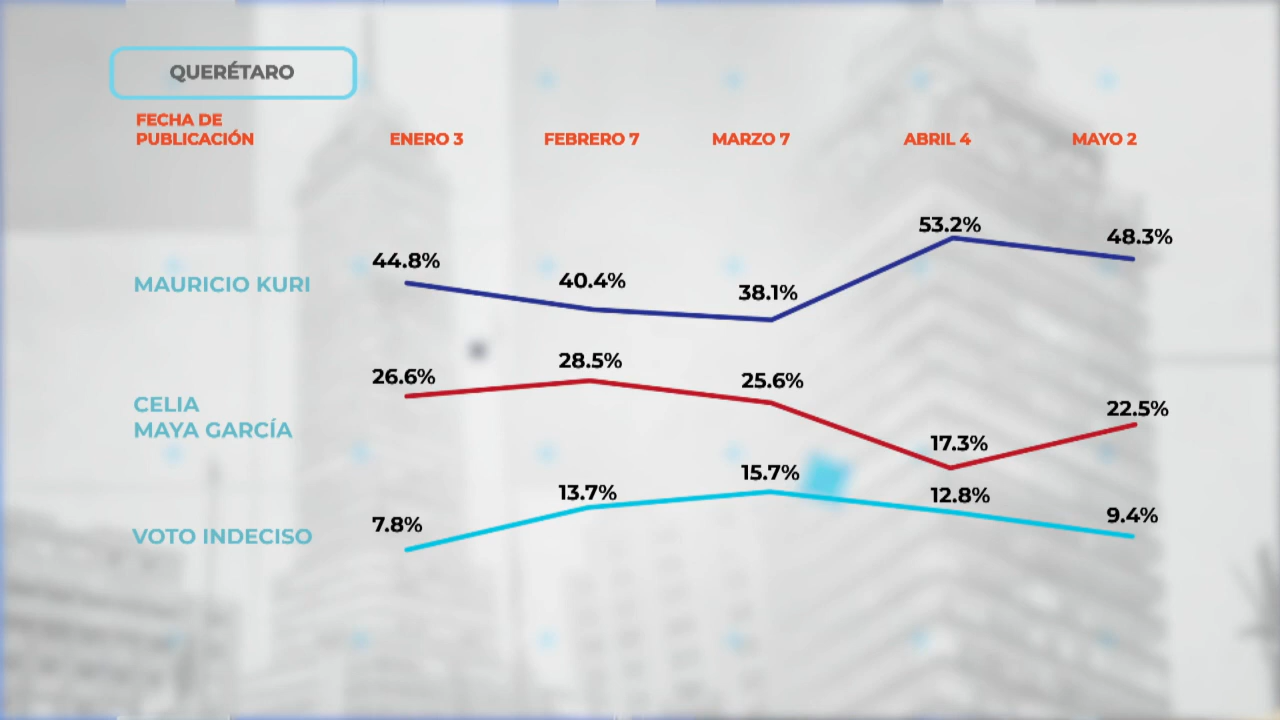 QUERÉTARO
FECHA DE
PUBLICACIÓN
ENERO 3
FEBRERO 7
MARZO 7
ABRIL 4
MAYO 2
MAURICIO KURI
44.8%
40.4%
38.1%
53.2%
48.3%
CELIA
MAYA GARCÍA
26.6%
28.5%
25.6%
17.3%
22.5%
VOTO INDECISO
7.8%
13.7%
15.7%
12.8%
9.4%